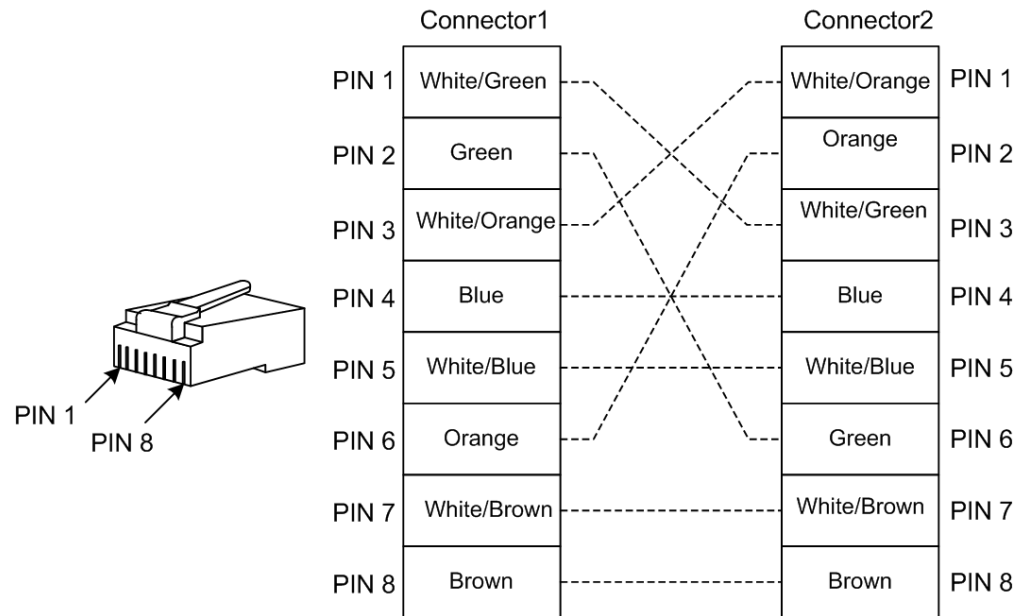 Connector1 Connector2
PIN 1 White/Green White/Orange PIN 1
PIN 2 Green Orange PIN 2
PIN 3 White/Orange White/Green PIN 3
PIN 4 Blue Blue PIN 4
PIN 5 White/Blue White/Blue PIN 5
PIN 6 Orange Green PIN 6
PIN 7 White/Brown White/Brown PIN 7
PIN 8 Brown Brown PIN 8
PIN 1
PIN 8